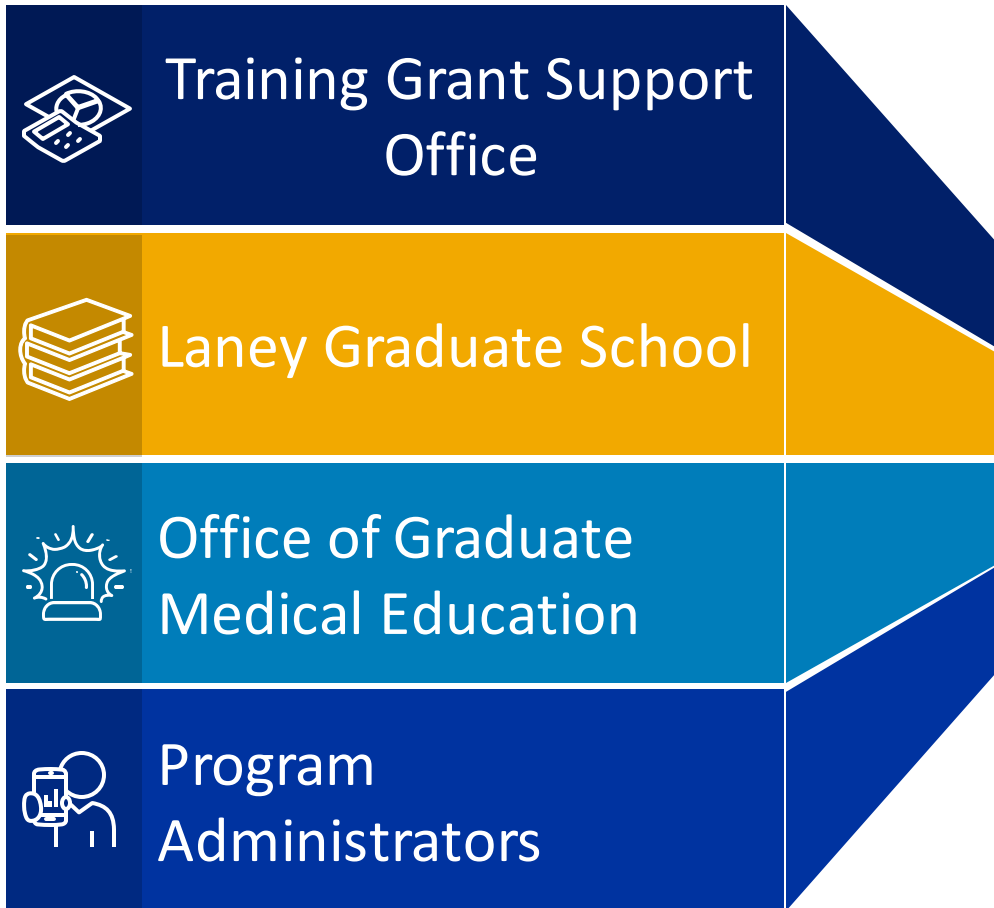 Training Grant Support
Office
Laney Graduate School
Office of Graduate
Medical Education
Program
Administrators